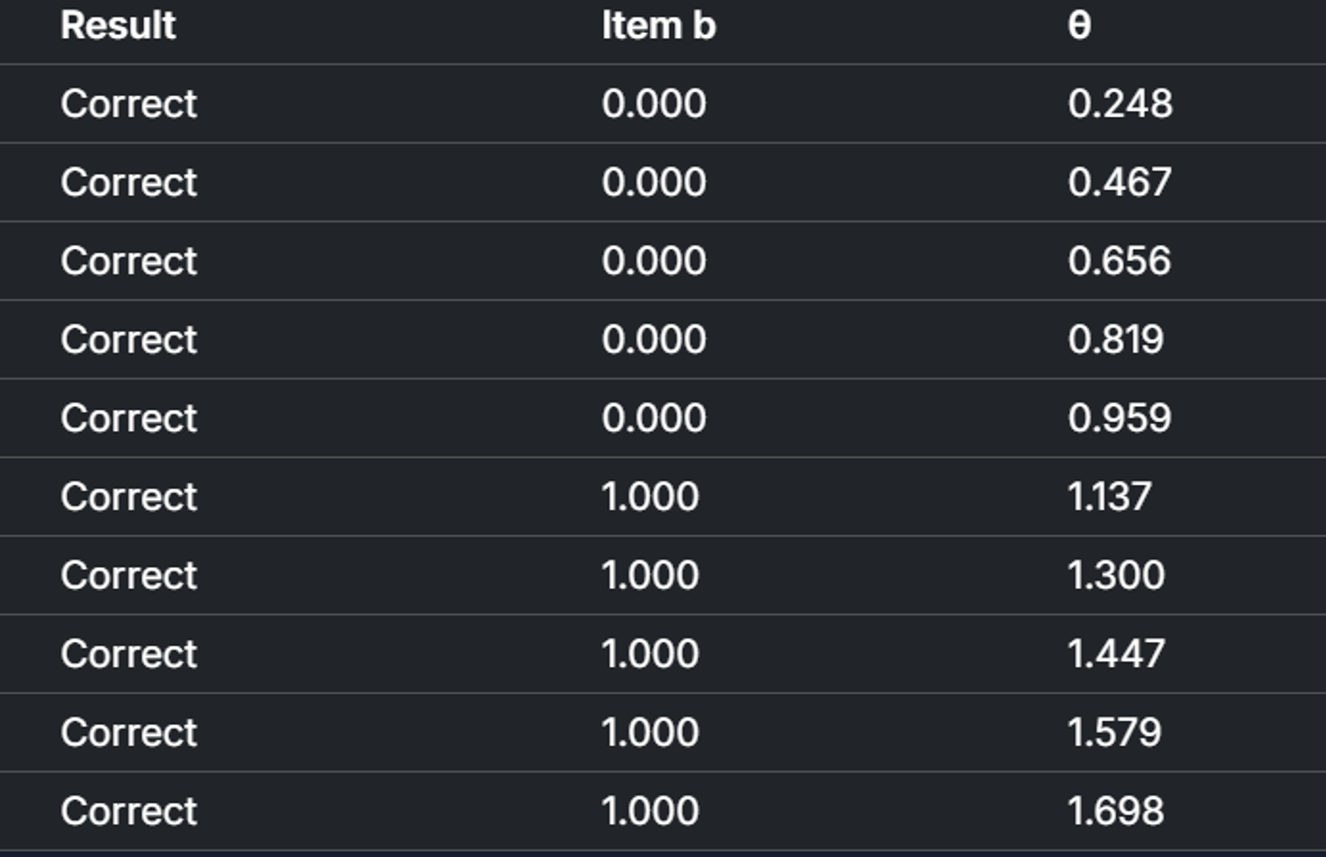 Result Item b θ
Correct 0.000 0.248
Correct 0.000 0.467
Correct 0.000 0.656
Correct 0.000 0.819
Correct 0.000 0.959
Correct 1.000 1.137
Correct 1.000 1.300
Correct 1.000 1.447
Correct 1.000 1.579
Correct 1.000 1.698